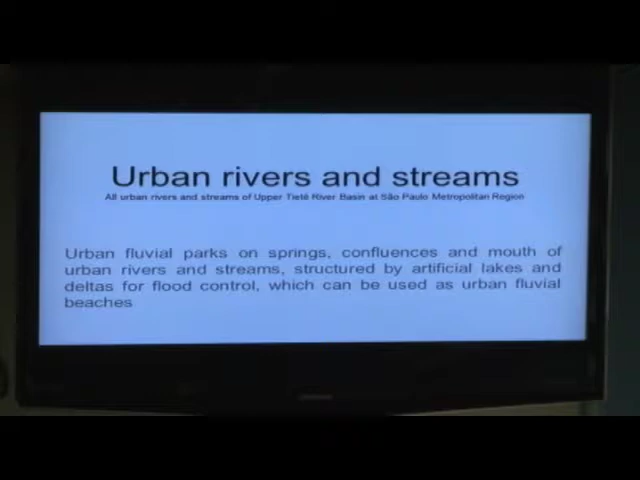 Urban rivers and streams
All urban rivers and streams of Upper Tietê River Basin at São Paulo Metropolitan Region
Urban fluvial parks on springs, confluences and mouth of
urban rivers and streams, structured by artificial lakes and
deltas for flood control, which can be used as urban fluvial
beaches